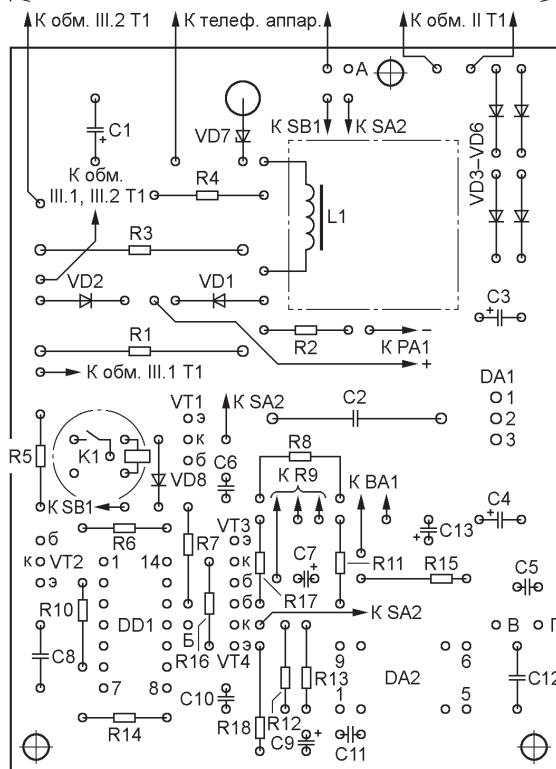 К обм. III.2 Т1
К телеф. аппар.
К обм. II Т1
А
C1
VD7
К SB1
К SA2
VD3–VD6
К обм.
III.1, III.2 Т1
R4
L1
R3
VD2
VD1
C3
R1
R2
К РА1
–
+
К обм. III.1 Т1
DA1
VT1
К SA2
C2
1
э
2
R5
K1
к
R8
3
б
C6
VD8
К R9
К ВА1
К SB1
C4
R6
VT3
C13
б
э
R7
C7
R11
R15
C5
к
VT2
1
14
к
э
б
R17
R10
DD1
R16
К SA2
В
П
Б
к
C8
VT4
э
9
6
R13
DA2
C12
7
8
C10
1
5
R14
R18
R12
C9
C11
+
+
+
+
+
+